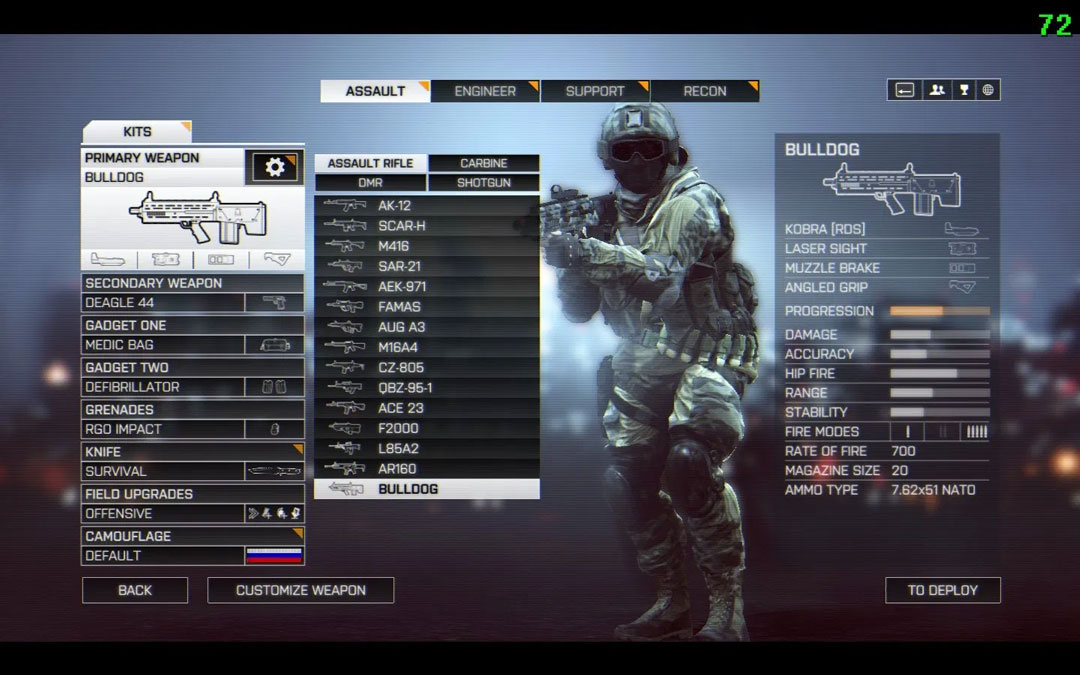 72
ASSAULT
ENGINEER
SUPPORT
RECON
KITS
PRIMARY WEAPON
BULLDOG
SECONDARY WEAPON
DEAGLE 44
GADGET ONE
MEDIC BAG
GADGET TWO
DEFIBRILLATOR
GRENADES
RGO IMPACT
KNIFE
SURVIVAL
FIELD UPGRADES
OFFENSIVE
CAMOUFLAGE
DEFAULT
ASSAULT RIFLE
CARBINE
DMR
SHOTGUN
AK-12
SCAR-H
M416
SAR-21
AEK-971
FAMAS
AUG A3
M16A4
CZ-805
QBZ-95-1
ACE 23
F2000
L85A2
AR160
BULLDOG
BULLDOG
KOBRA [RDS]
LASER SIGHT
MUZZLE BRAKE
ANGLED GRIP
PROGRESSION
DAMAGE
ACCURACY
HIP FIRE
RANGE
STABILITY
FIRE MODES
RATE OF FIRE 700
MAGAZINE SIZE 20
AMMO TYPE 7.62x51 NATO
BACK
CUSTOMIZE WEAPON
TO DEPLOY